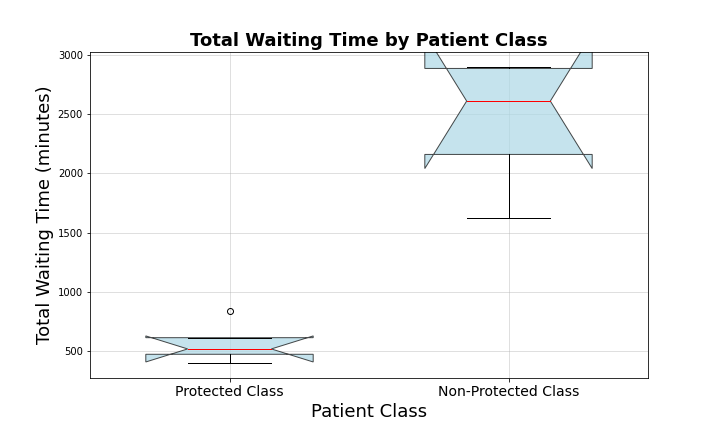 Total Waiting Time by Patient Class
Total Waiting Time (minutes)
3000
2500
2000
1500
1000
500
Protected Class
Non-Protected Class
Patient Class